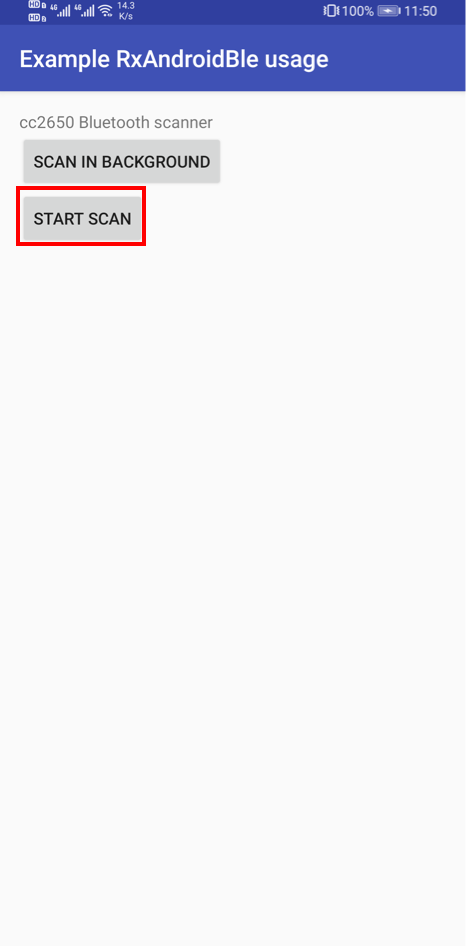 HD 4G 4G 14.3 100% 11:50
HD 2 K/s
Example RxAndroidBle usage
cc2650 Bluetooth scanner
SCAN IN BACKGROUND
START SCAN